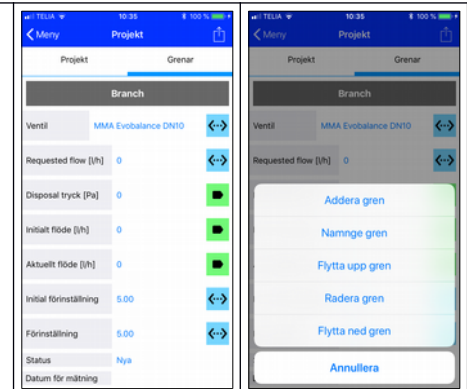 TELIA 10:35 100 %
Meny Projekt
Projekt Grenar
Branch
Ventil MMA Evobalance DN10
Requested flow [l/h] 0
Disposal tryck [Pa] 0
Initialt flöde [l/h] 0
Aktuellt flöde [l/h] 0
Initial förinställning 5.00
Förinställning 5.00
Status Nya
Datum för mätning
TELIA 10:35 100 %
Meny Projekt
Projekt Grenar
Branch
Ventil MMA Evobalance DN10
Requested flow [l/h] 0
Addera gren
Namnge gren
Flytta upp gren
Radera gren
Flytta ned gren
Annullera